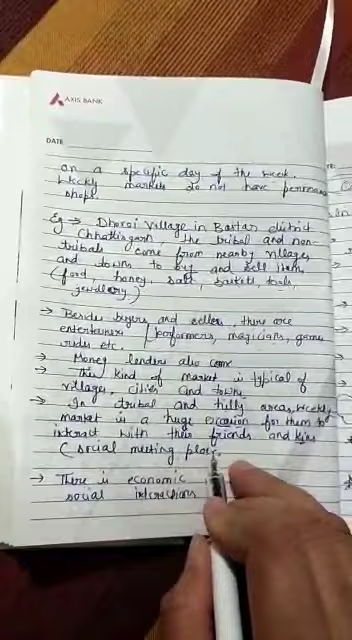 AXIS BANK
DATE
on a specific day of the week.
Weekly markets do not have permanent
shops.
Eg → Dhorai Village in Bastar district
Chhattisgarh, the tribal and non-
tribals come from nearby villages
and towns to buy and sell items
(food, honey, salt, baskets, tools,
jewellery.)
→ Besides buyers and sellers, there are
entertainers (performers, magicians, game
rides etc.
→ Money lenders also come
→ This kind of market is typical of
villages, cities and towns
→ In tribal and hilly areas, weekly
market is a huge occasion for them to
interact with their friends and kins
(social meeting place.
→ There is economic
social interactions